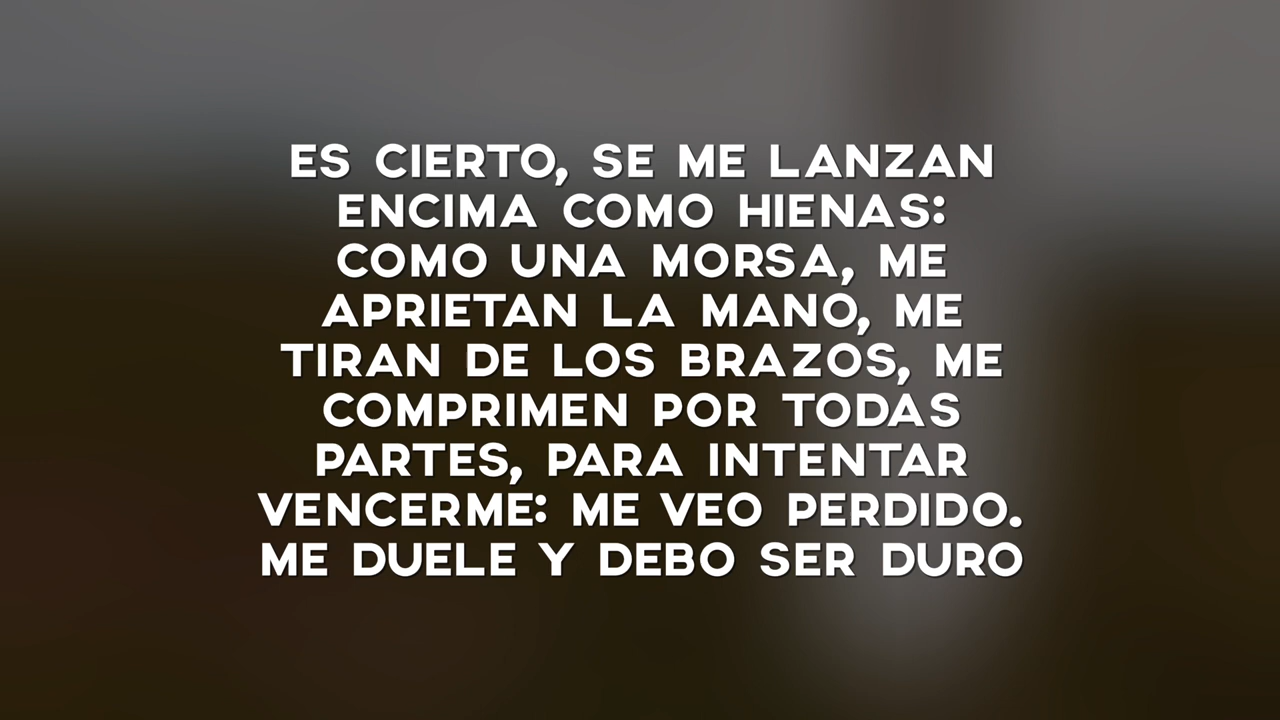 ES CIERTO, SE ME LANZAN
ENCIMA COMO HIENAS:
COMO UNA MORSA, ME
APRIETAN LA MANO, ME
TIRAN DE LOS BRAZOS, ME
COMPRIMEN POR TODAS
PARTES, PARA INTENTAR
VENCERME: ME VEO PERDIDO.
ME DUELE Y DEBO SER DURO